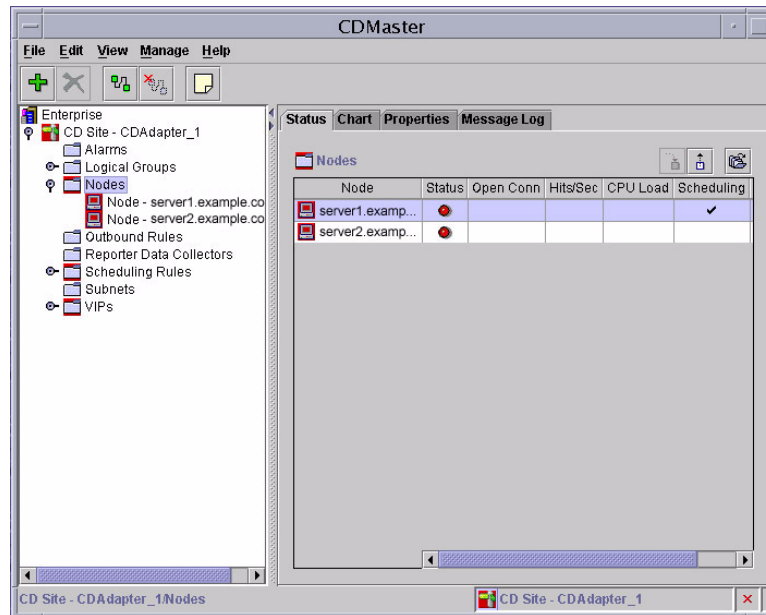 CDMaster
File Edit View Manage Help
Enterprise
CD Site - CDAdapter_1
Alarms
Logical Groups
Nodes
Node - server1.example.co
Node - server2.example.co
Outbound Rules
Reporter Data Collectors
Scheduling Rules
Subnets
VIPs
Status Chart Properties Message Log
Nodes
Node Status Open Conn Hits/Sec CPU Load Scheduling
server1.examp...
server2.examp...
CD Site - CDAdapter_1/Nodes
CD Site - CDAdapter_1